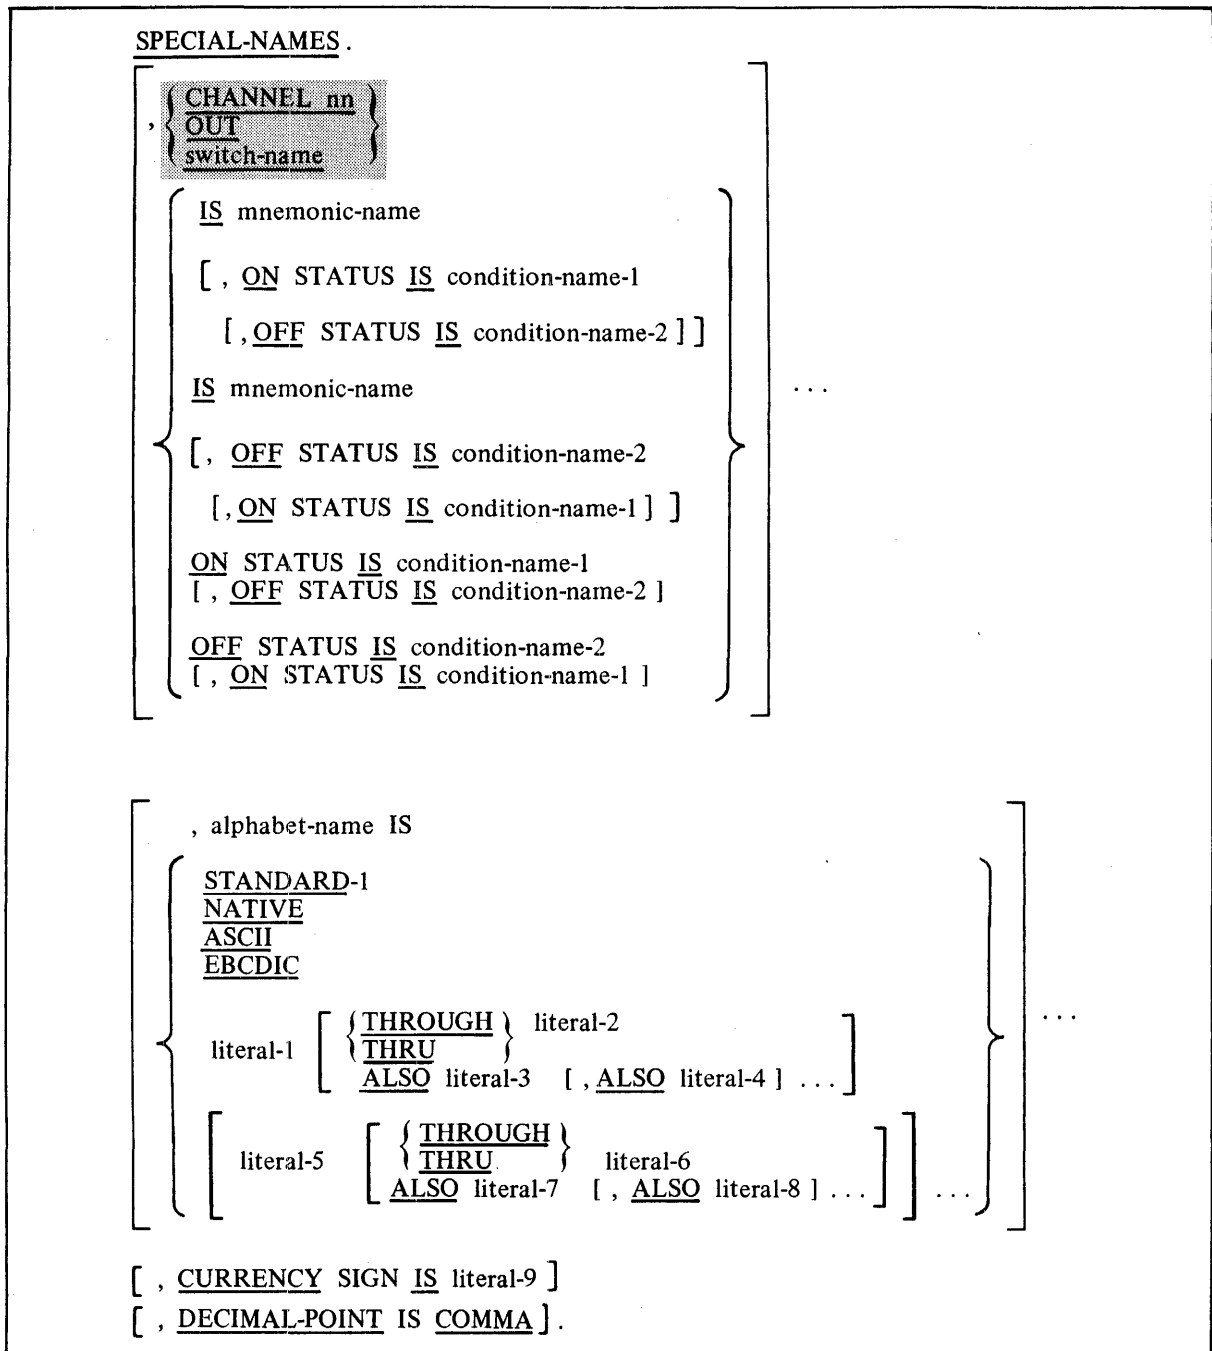 SPECIAL-NAMES .
CHANNEL nn
, OUT
switch-name
IS mnemonic-name
[ , ON STATUS IS condition-name-1
[ , OFF STATUS IS condition-name-2 ] ]
IS mnemonic-name
. . .
[ , OFF STATUS IS condition-name-2
[ , ON STATUS IS condition-name-1 ] ]
ON STATUS IS condition-name-1
[ , OFF STATUS IS condition-name-2 ]
OFF STATUS IS condition-name-2
[ , ON STATUS IS condition-name-1 ]
, alphabet-name IS
STANDARD-1
NATIVE
ASCII
EBCDIC
THROUGH literal-2
literal-1
THRU
ALSO literal-3 [ , ALSO literal-4 ] . . .
. . .
THROUGH
literal-5
THRU literal-6
ALSO literal-7 [ , ALSO literal-8 ] . . .
. . .
[ , CURRENCY SIGN IS literal-9 ]
[ , DECIMAL-POINT IS COMMA ] .